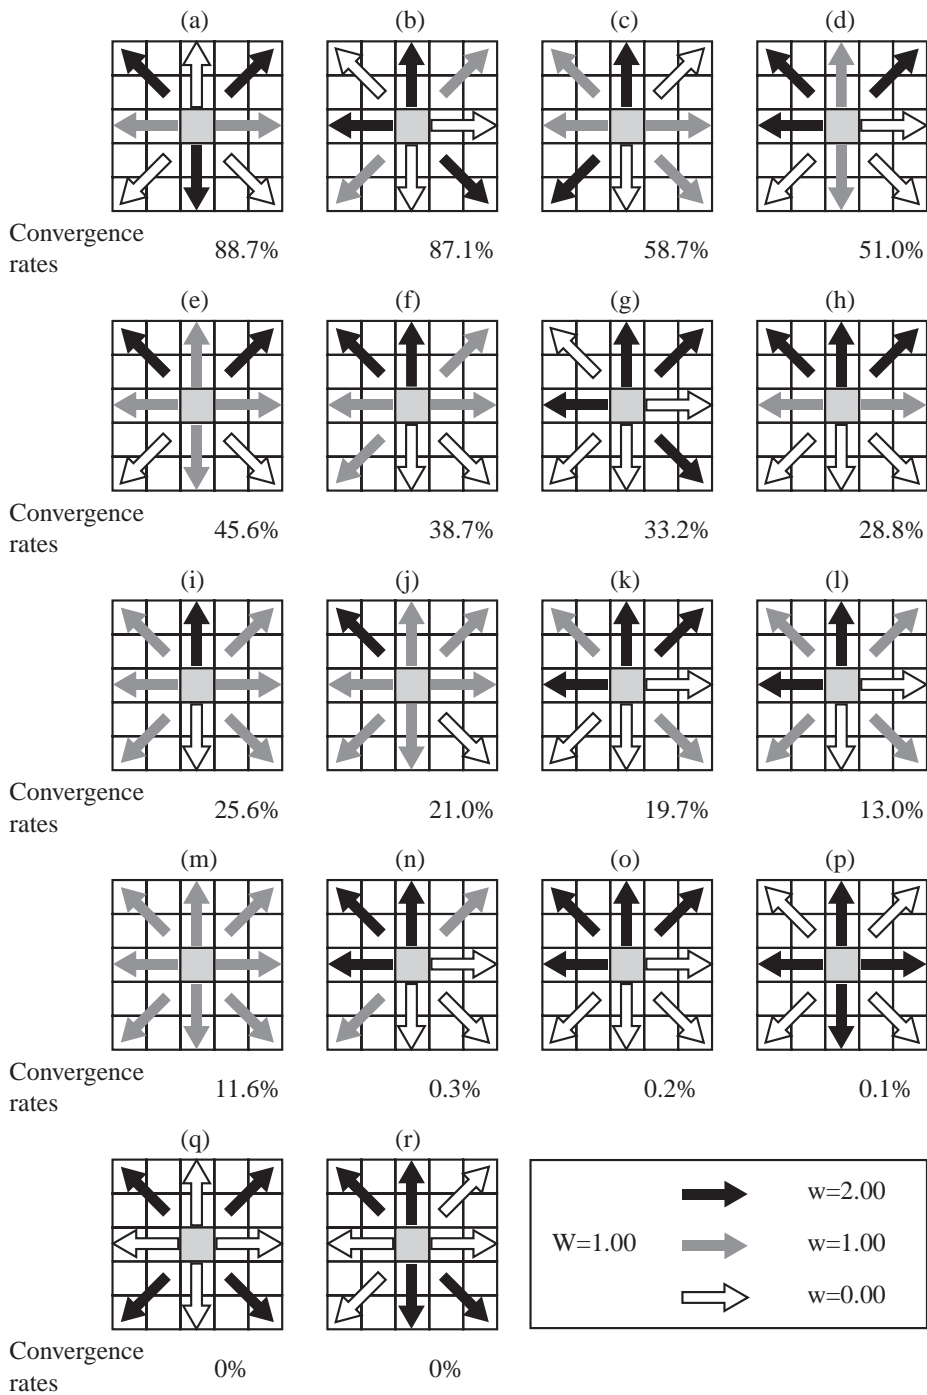 (a) (b) (c) (d)
Convergence
rates 88.7% 87.1% 58.7% 51.0%
(e) (f) (g) (h)
Convergence
rates 45.6% 38.7% 33.2% 28.8%
(i) (j) (k) (l)
Convergence
rates 25.6% 21.0% 19.7% 13.0%
(m) (n) (o) (p)
Convergence
rates 11.6% 0.3% 0.2% 0.1%
(q) (r)
w=2.00
W=1.00 w=1.00
w=0.00
Convergence
rates 0% 0%